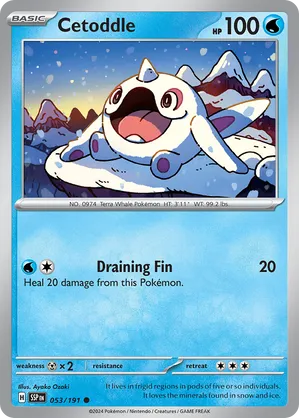 BASIC
Cetoddle
HP 100
NO. 0974 Terra Whale Pokémon HT: 3'11" WT: 99.2 lbs.
Draining Fin 20
Heal 20 damage from this Pokémon.
weakness ×2 resistance retreat
Illus. Ayako Ozaki
H SSP EN 053/191
It lives in frigid regions in pods of five or so individuals.
It loves the minerals found in snow and ice.
©2024 Pokémon / Nintendo / Creatures / GAME FREAK